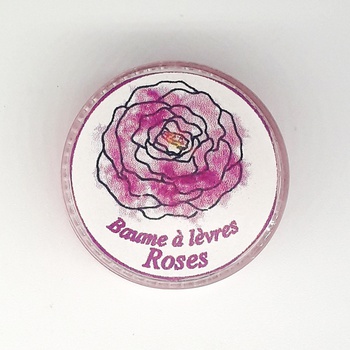 Baume à lèvres
Roses